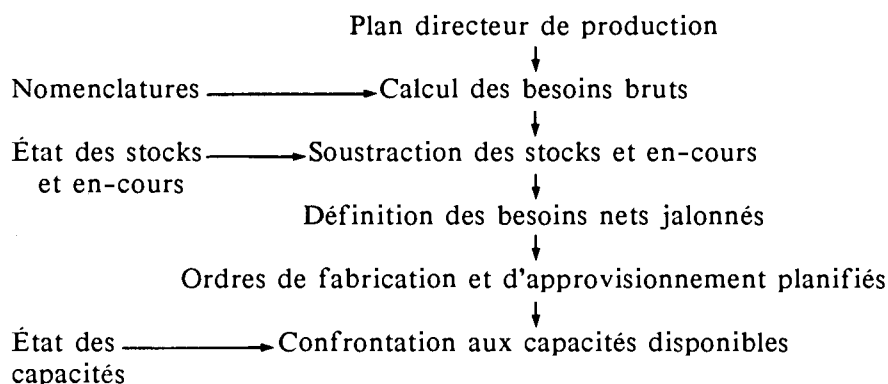 Plan directeur de production
Nomenclatures Calcul des besoins bruts
État des stocks Soustraction des stocks et en-cours
et en-cours
Définition des besoins nets jalonnés
Ordres de fabrication et d'approvisionnement planifiés
État des Confrontation aux capacités disponibles
capacités